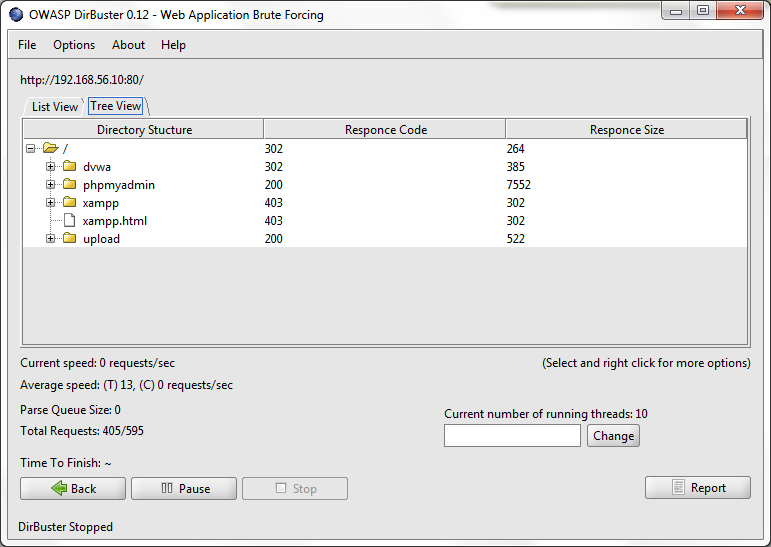 OWASP DirBuster 0.12 - Web Application Brute Forcing
File Options About Help
http://192.168.56.10:80/
List View Tree View
Directory Stucture Responce Code Responce Size
/ 302 264
dvwa 302 385
phpmyadmin 200 7552
xampp 403 302
xampp.html 403 302
upload 200 522
Current speed: 0 requests/sec (Select and right click for more options)
Average speed: (T) 13, (C) 0 requests/sec
Parse Queue Size: 0
Current number of running threads: 10
Total Requests: 405/595
Change
Time To Finish: ~
Back Pause Stop Report
DirBuster Stopped